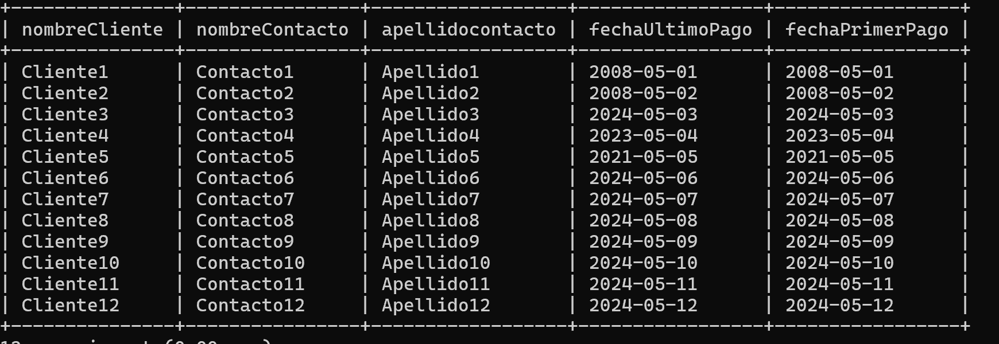 +---------------+----------------+------------------+-----------------+-----------------+
| nombreCliente | nombreContacto | apellidocontacto | fechaUltimoPago | fechaPrimerPago |
+---------------+----------------+------------------+-----------------+-----------------+
| Cliente1 | Contacto1 | Apellido1 | 2008-05-01 | 2008-05-01 |
| Cliente2 | Contacto2 | Apellido2 | 2008-05-02 | 2008-05-02 |
| Cliente3 | Contacto3 | Apellido3 | 2024-05-03 | 2024-05-03 |
| Cliente4 | Contacto4 | Apellido4 | 2023-05-04 | 2023-05-04 |
| Cliente5 | Contacto5 | Apellido5 | 2021-05-05 | 2021-05-05 |
| Cliente6 | Contacto6 | Apellido6 | 2024-05-06 | 2024-05-06 |
| Cliente7 | Contacto7 | Apellido7 | 2024-05-07 | 2024-05-07 |
| Cliente8 | Contacto8 | Apellido8 | 2024-05-08 | 2024-05-08 |
| Cliente9 | Contacto9 | Apellido9 | 2024-05-09 | 2024-05-09 |
| Cliente10 | Contacto10 | Apellido10 | 2024-05-10 | 2024-05-10 |
| Cliente11 | Contacto11 | Apellido11 | 2024-05-11 | 2024-05-11 |
| Cliente12 | Contacto12 | Apellido12 | 2024-05-12 | 2024-05-12 |
+---------------+----------------+------------------+-----------------+-----------------+